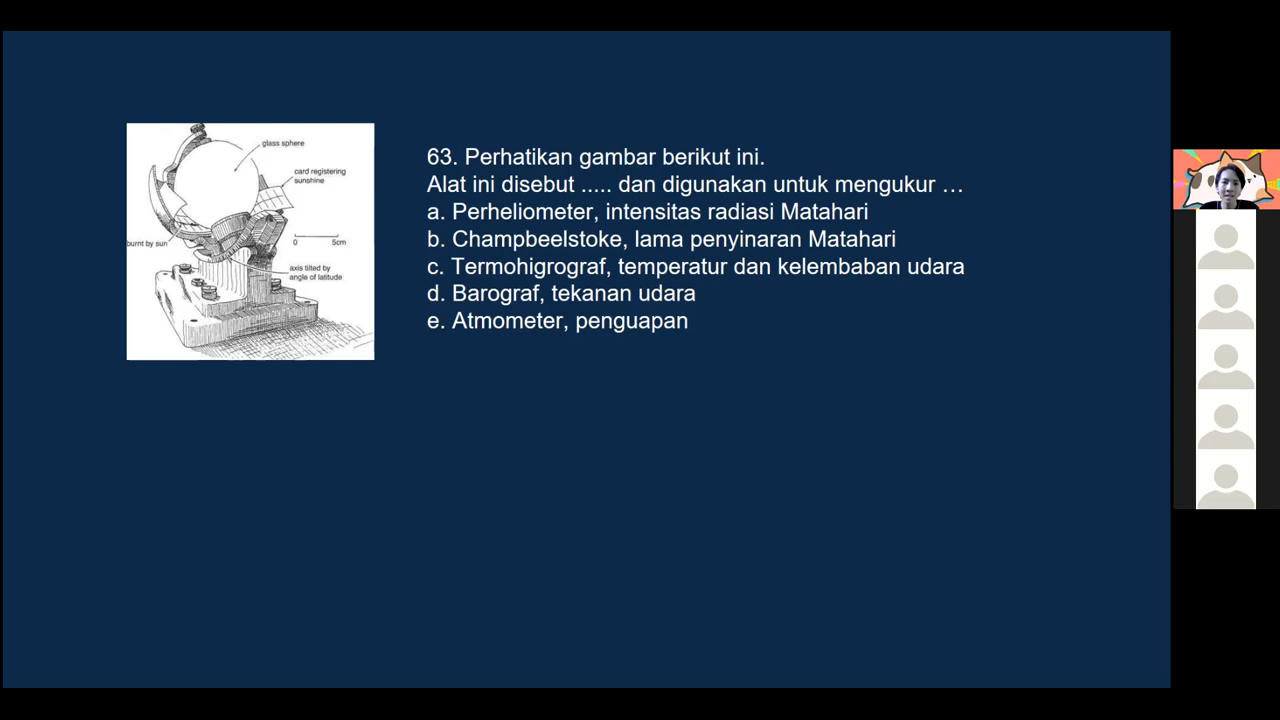 glass sphere
card registering
sunshine
burnt by sun
0 5cm
axis tilted by
angle of latitude
63. Perhatikan gambar berikut ini.
Alat ini disebut ..... dan digunakan untuk mengukur …
a. Perheliometer, intensitas radiasi Matahari
b. Champbeelstoke, lama penyinaran Matahari
c. Termohigrograf, temperatur dan kelembaban udara
d. Barograf, tekanan udara
e. Atmometer, penguapan